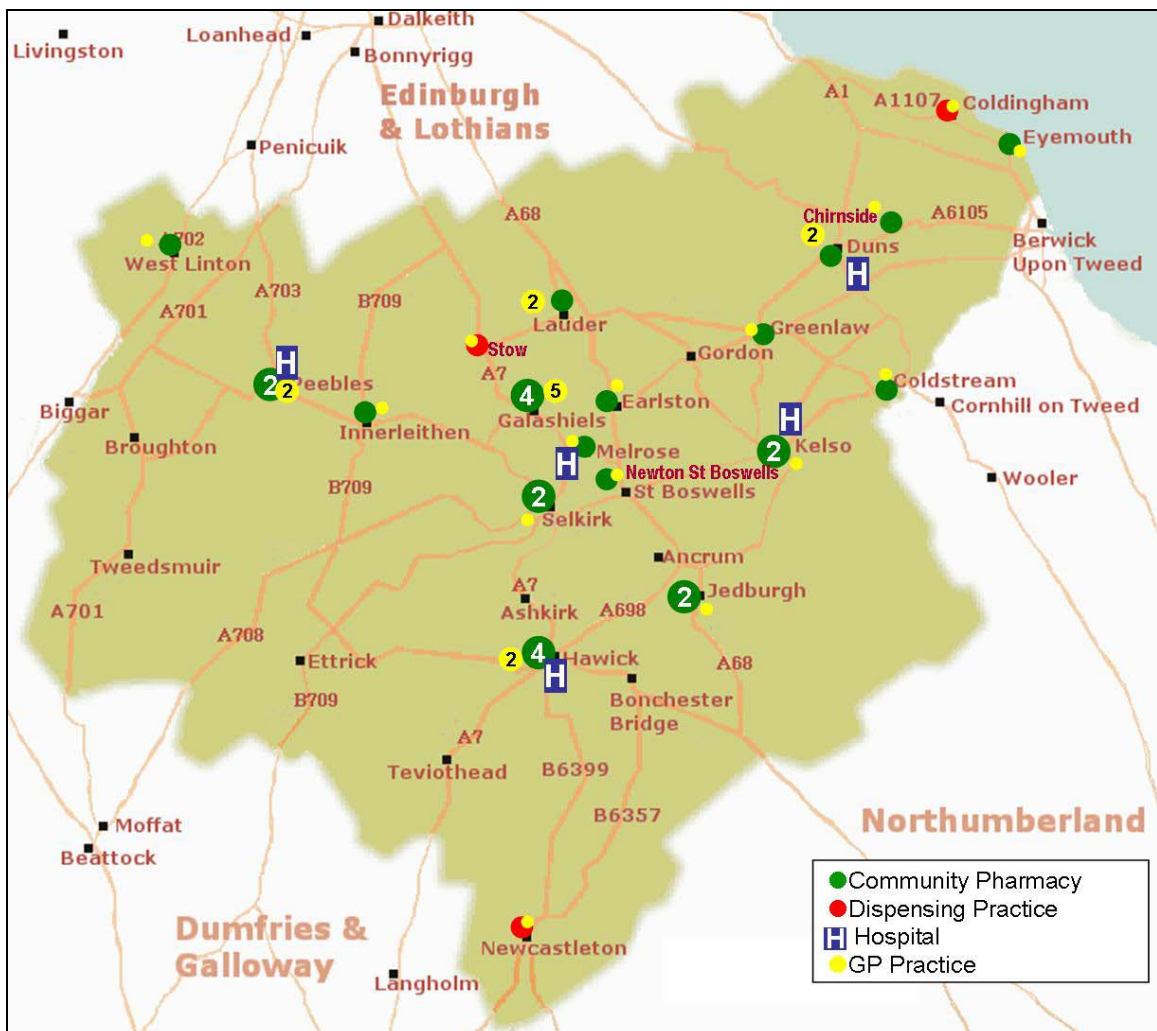 Dalkeith
Livingston
Loanhead
Bonnyrigg
Edinburgh
& Lothians
A1
A1107
Coldingham
Eyemouth
Penicuik
A68
Chirnside
A6105
2
Duns
H
Berwick
Upon Tweed
A702
West Linton
A703
B709
A701
2
Lauder
Greenlaw
Stow
A7
Gordon
H
2
Peebles
2
4
5
Galashiels
Earlston
Coldstream
Cornhill on Tweed
Biggar
Broughton
Innerleithen
H
2
Kelso
H
Melrose
Newton St Boswells
St Boswells
Wooler
B709
2
Selkirk
Tweedsmuir
Ancrum
A7
Ashkirk
A698
2
Jedburgh
A701
A708
Ettrick
B709
2
4
Hawick
H
A68
Bonchester
Bridge
A7
Teviothead
B6399
B6357
Moffat
Beattock
Northumberland
Dumfries &
Galloway
Newcastleton
Langholm
Community Pharmacy
Dispensing Practice
H Hospital
GP Practice